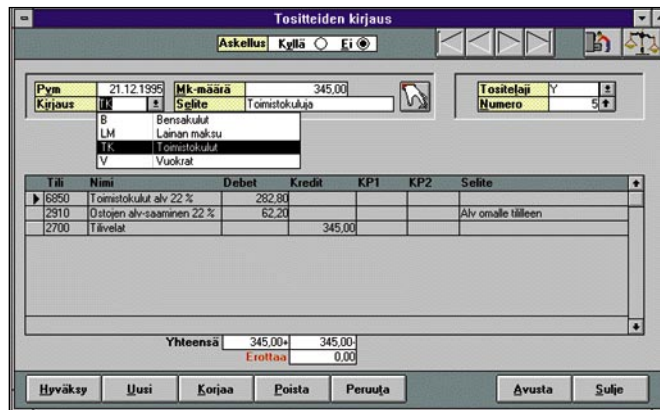 Tositteiden kirjaus
Askellus Kyllä Ei
Pvm 21.12.1995 Mk-määrä 345,00 Tositelaji Y
Kirjaus TK Selite Toimistokuluja Numero 5
B Bensakulut
LM Lainan maksu
TK Toimistokulut
V Vuokrat
Tili Nimi Debet Kredit KP1 KP2 Selite
6850 Toimistokulut alv 22 % 282,80
2910 Ostojen alv-saaminen 22 % 62,20 Alv omalle tililleen
2700 Tilivelat 345,00
Yhteensä 345,00+ 345,00-
Erottaa 0,00
Hyväksy Uusi Korjaa Poista Peruuta Avusta Sulje